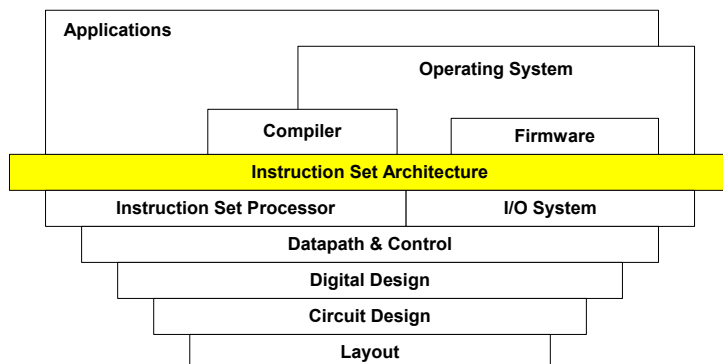 Applications
Operating System
Compiler
Firmware
Instruction Set Architecture
Instruction Set Processor
I/O System
Datapath & Control
Digital Design
Circuit Design
Layout